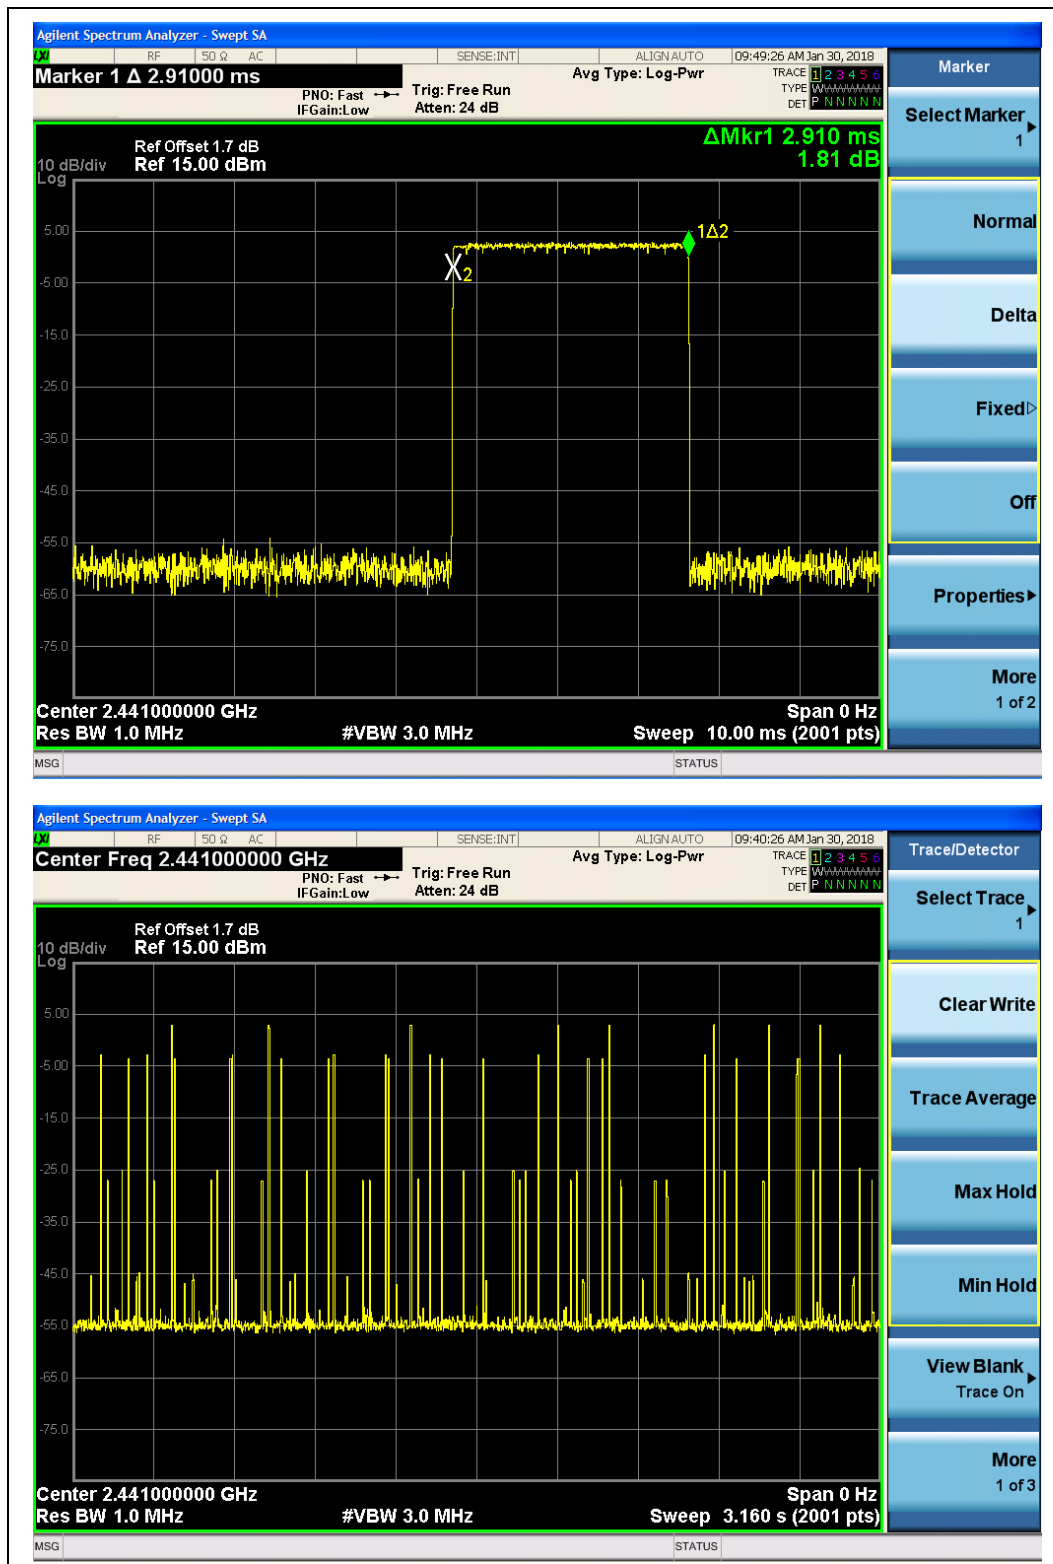 Agilent Spectrum Analyzer - Swept SA
LXI RF 50 Ω AC SENSE:INT ALIGN AUTO 09:49:26 AM Jan 30, 2018
Marker 1 Δ 2.91000 ms
Avg Type: Log-Pwr
TRACE 1 2 3 4 5 6
TYPE
DET P N N N N N
PNO: Fast
IFGain:Low
Trig: Free Run
Atten: 24 dB
ΔMkr1 2.910 ms
1.81 dB
Ref Offset 1.7 dB
10 dB/div Ref 15.00 dBm
Log
5.00
-5.00
-15.0
-25.0
-35.0
-45.0
-55.0
-65.0
-75.0
1Δ2
X2
Center 2.441000000 GHz Span 0 Hz
Res BW 1.0 MHz #VBW 3.0 MHz Sweep 10.00 ms (2001 pts)
MSG STATUS
Marker
Select Marker
1
Normal
Delta
Fixed
Off
Properties
More
1 of 2
Agilent Spectrum Analyzer - Swept SA
LXI RF 50 Ω AC SENSE:INT ALIGN AUTO 09:40:26 AM Jan 30, 2018
Center Freq 2.441000000 GHz
Avg Type: Log-Pwr
TRACE 1 2 3 4 5 6
TYPE
DET P N N N N N
PNO: Fast
IFGain:Low
Trig: Free Run
Atten: 24 dB
Ref Offset 1.7 dB
10 dB/div Ref 15.00 dBm
Log
5.00
-5.00
-15.0
-25.0
-35.0
-45.0
-55.0
-65.0
-75.0
Center 2.441000000 GHz Span 0 Hz
Res BW 1.0 MHz #VBW 3.0 MHz Sweep 3.160 s (2001 pts)
MSG STATUS
Trace/Detector
Select Trace
1
Clear Write
Trace Average
Max Hold
Min Hold
View Blank
Trace On
More
1 of 3